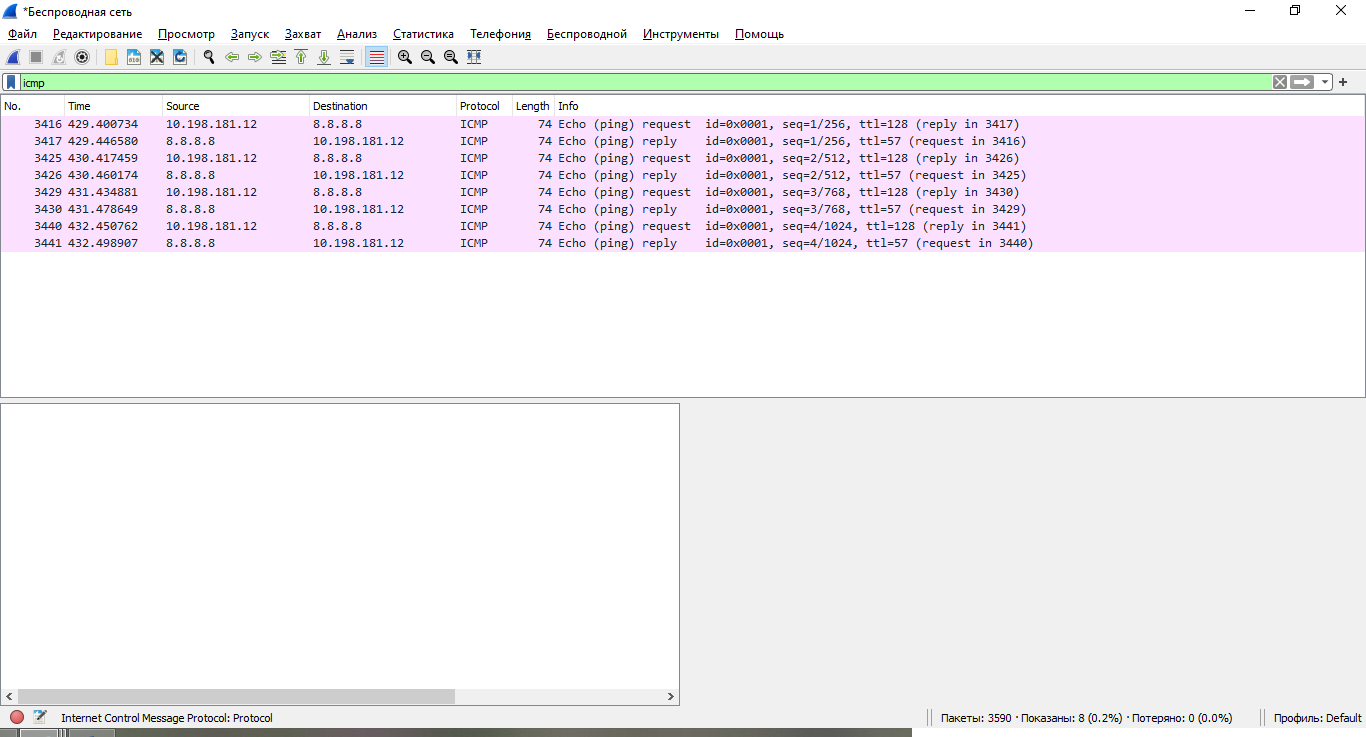 *Беспроводная сеть
Файл Редактирование Просмотр Запуск Захват Анализ Статистика Телефония Беспроводной Инструменты Помощь
icmp
No. Time Source Destination Protocol Length Info
3416 429.400734 10.198.181.12 8.8.8.8 ICMP 74 Echo (ping) request id=0x0001, seq=1/256, ttl=128 (reply in 3417)
3417 429.446580 8.8.8.8 10.198.181.12 ICMP 74 Echo (ping) reply id=0x0001, seq=1/256, ttl=57 (request in 3416)
3425 430.417459 10.198.181.12 8.8.8.8 ICMP 74 Echo (ping) request id=0x0001, seq=2/512, ttl=128 (reply in 3426)
3426 430.460174 8.8.8.8 10.198.181.12 ICMP 74 Echo (ping) reply id=0x0001, seq=2/512, ttl=57 (request in 3425)
3429 431.434881 10.198.181.12 8.8.8.8 ICMP 74 Echo (ping) request id=0x0001, seq=3/768, ttl=128 (reply in 3430)
3430 431.478649 8.8.8.8 10.198.181.12 ICMP 74 Echo (ping) reply id=0x0001, seq=3/768, ttl=57 (request in 3429)
3440 432.450762 10.198.181.12 8.8.8.8 ICMP 74 Echo (ping) request id=0x0001, seq=4/1024, ttl=128 (reply in 3441)
3441 432.498907 8.8.8.8 10.198.181.12 ICMP 74 Echo (ping) reply id=0x0001, seq=4/1024, ttl=57 (request in 3440)
Internet Control Message Protocol: Protocol
Пакеты: 3590 · Показаны: 8 (0.2%) · Потеряно: 0 (0.0%)
Профиль: Default